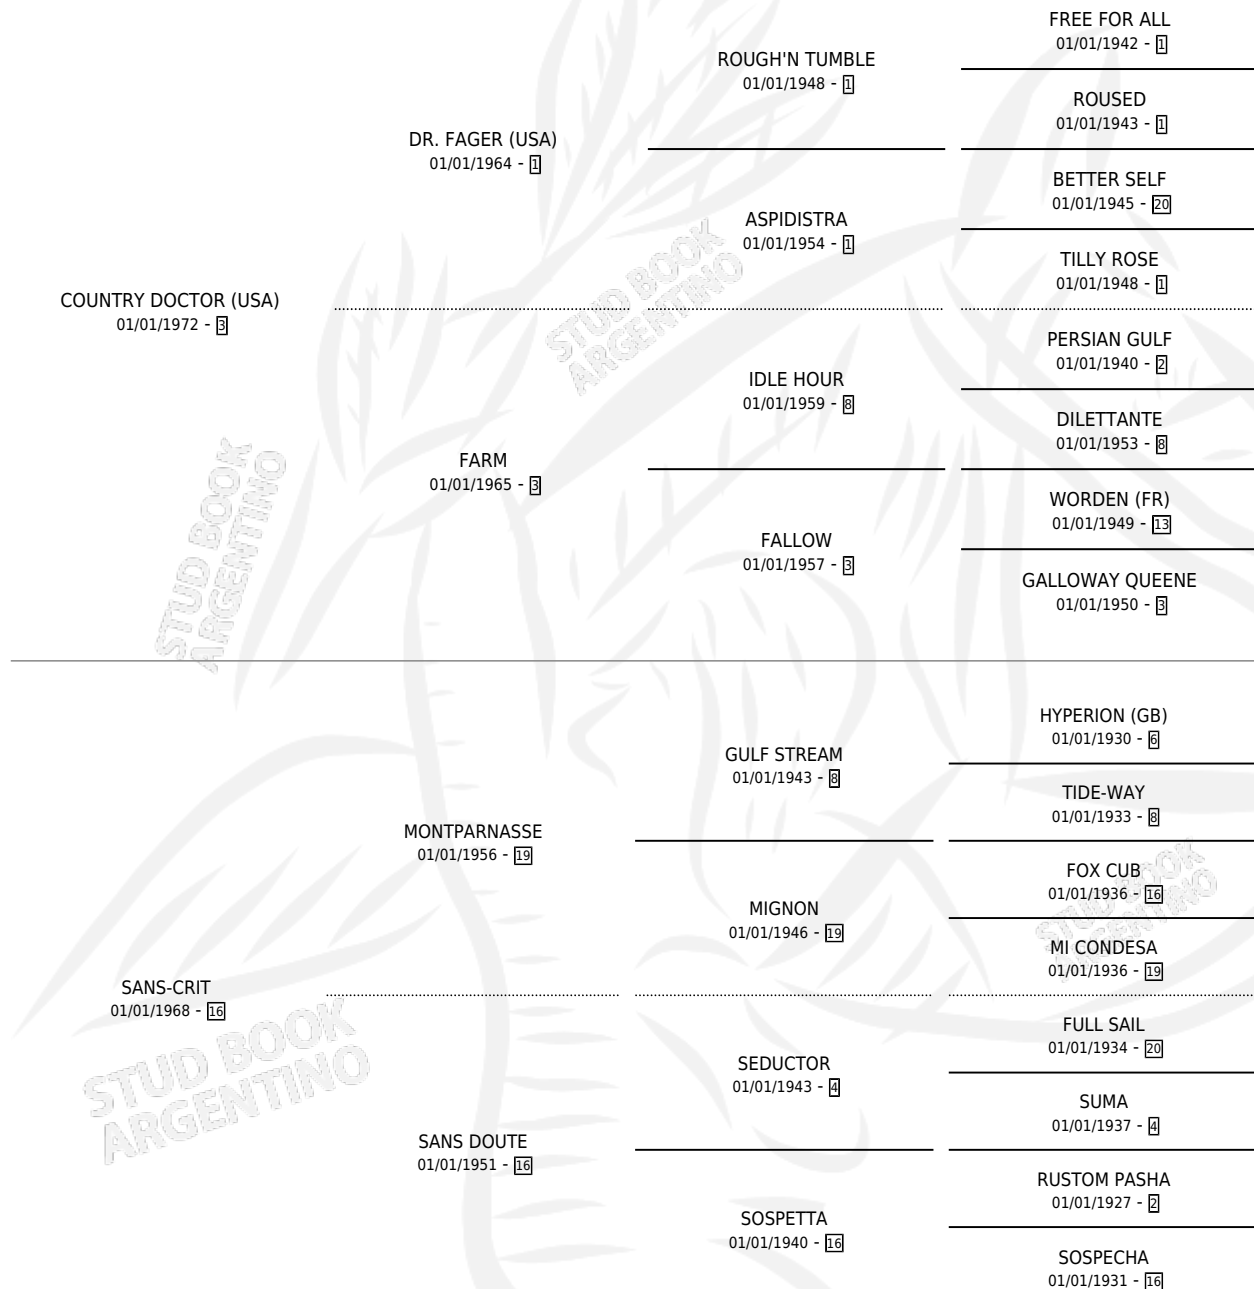 FREE FOR ALL
01/01/1942 - 1
ROUGH'N TUMBLE
01/01/1948 - 1
ROUSED
01/01/1943 - 1
DR. FAGER (USA)
01/01/1964 - 1
BETTER SELF
01/01/1945 - 20
ASPIDISTRA
01/01/1954 - 1
TILLY ROSE
01/01/1948 - 1
COUNTRY DOCTOR (USA)
01/01/1972 - 3
PERSIAN GULF
01/01/1940 - 2
IDLE HOUR
01/01/1959 - 8
DILETTANTE
01/01/1953 - 8
FARM
01/01/1965 - 3
WORDEN (FR)
01/01/1949 - 13
FALLOW
01/01/1957 - 3
GALLOWAY QUEENE
01/01/1950 - 3
HYPERION (GB)
01/01/1930 - 6
GULF STREAM
01/01/1943 - 8
TIDE-WAY
01/01/1933 - 8
MONTPARNASSE
01/01/1956 - 19
FOX CUB
01/01/1936 - 16
MIGNON
01/01/1946 - 19
MI CONDESA
01/01/1936 - 19
SANS-CRIT
01/01/1968 - 16
FULL SAIL
01/01/1934 - 20
SEDUCTOR
01/01/1943 - 4
SUMA
01/01/1937 - 4
SANS DOUTE
01/01/1951 - 16
RUSTOM PASHA
01/01/1927 - 2
SOSPETTA
01/01/1940 - 16
SOSPECHA
01/01/1931 - 16
STUD BOOK
ARGENTINO
STUD BOOK
ARGENTINO
STUD BOOK
ARGENTINO
STUD BOOK
ARGENTINO